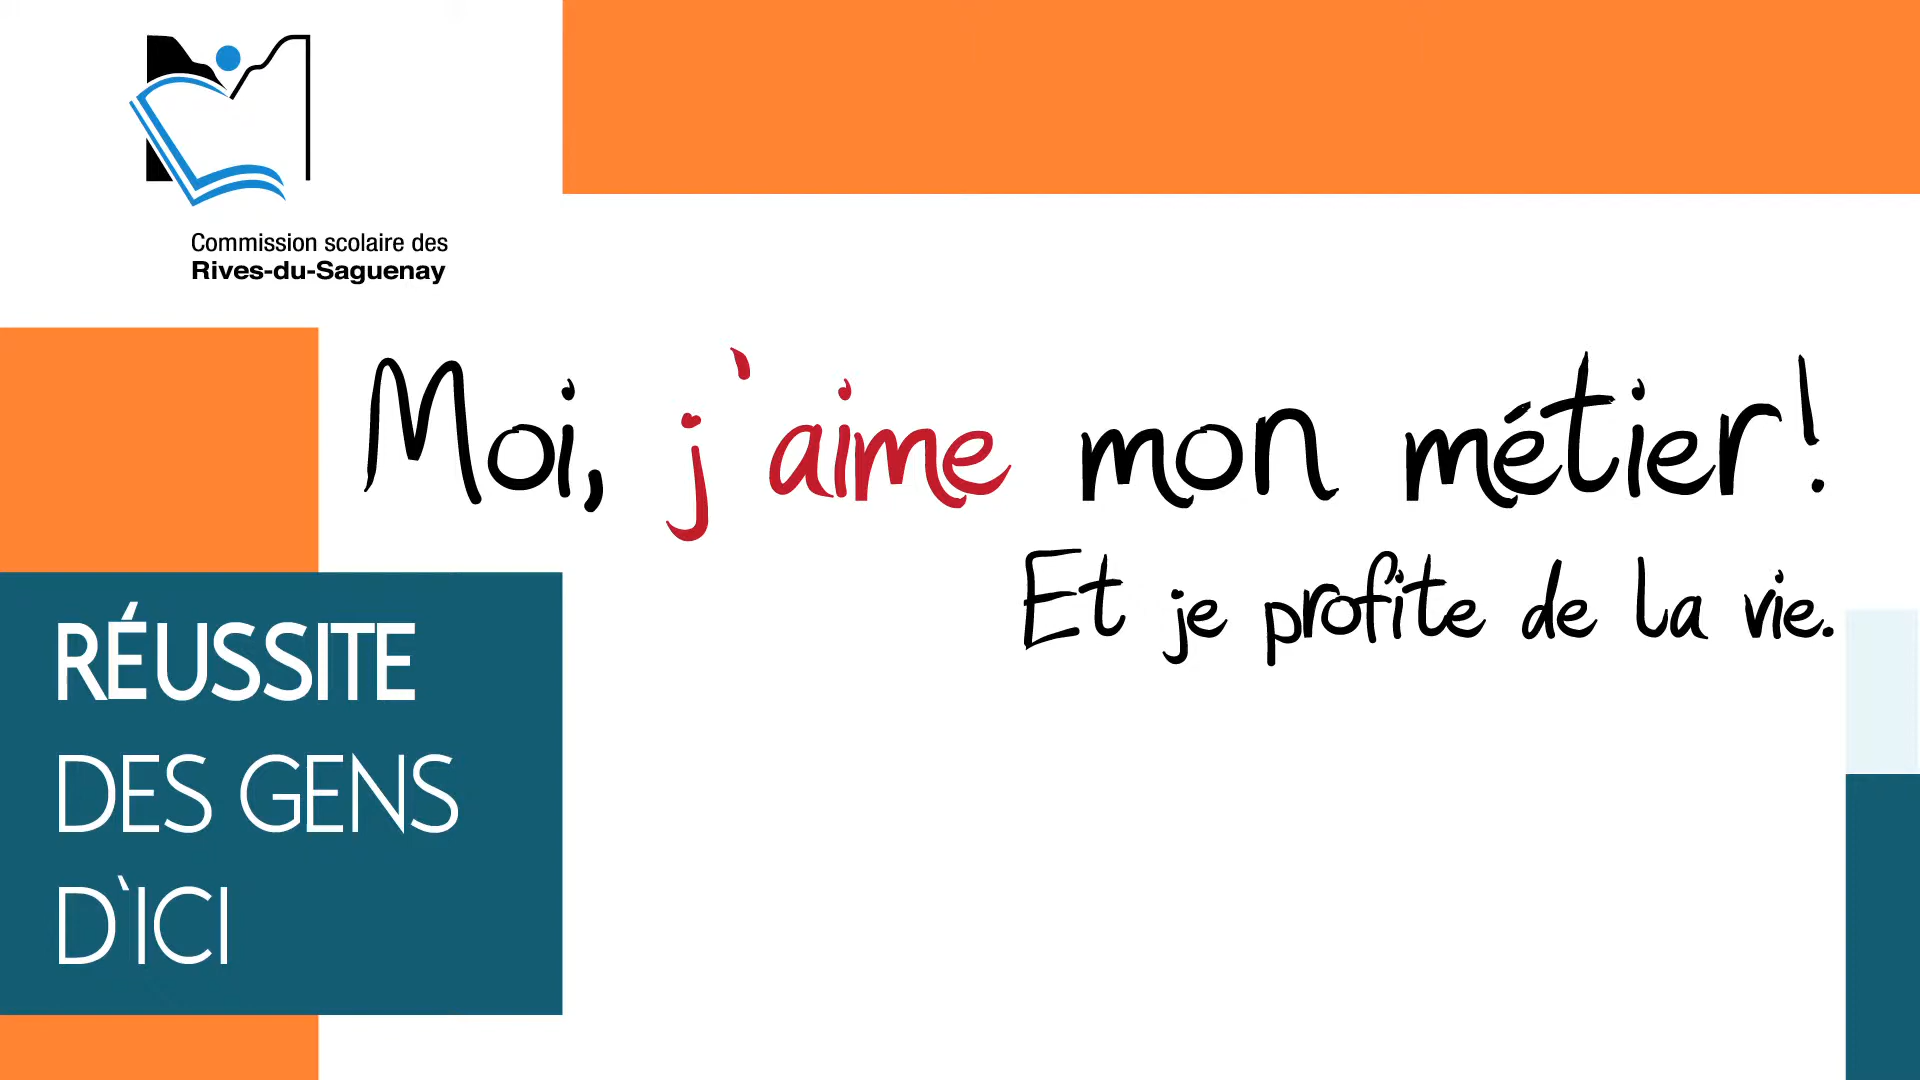 Commission scolaire des
Rives-du-Saguenay
Moi, j`aime mon métier!
Et je profite de la vie.
RÉUSSITE
DES GENS
D`ICI